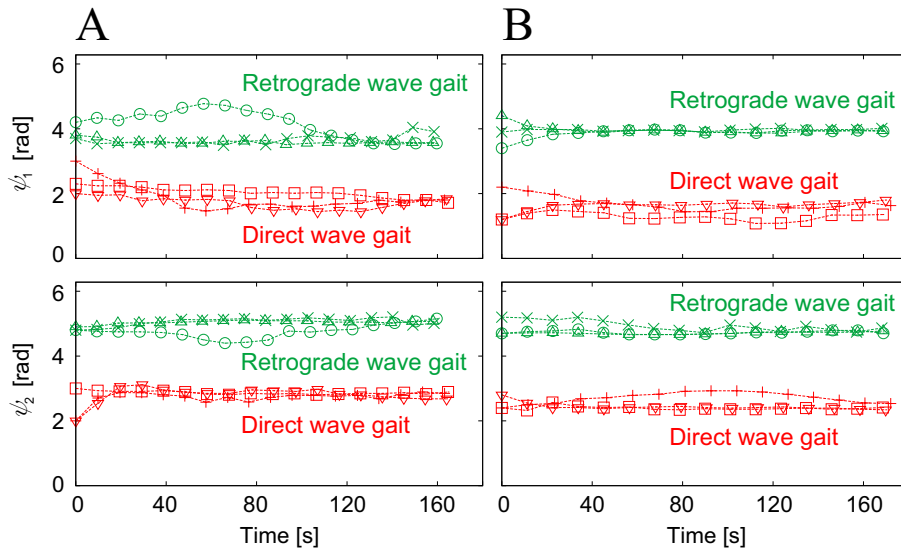 A
B
6
4
2
0
ψ1 [rad]
Retrograde wave gait
Direct wave gait
Retrograde wave gait
Direct wave gait
6
4
2
0
ψ2 [rad]
Retrograde wave gait
Direct wave gait
Retrograde wave gait
Direct wave gait
0 40 80 120 160
0 40 80 120 160
Time [s]
Time [s]